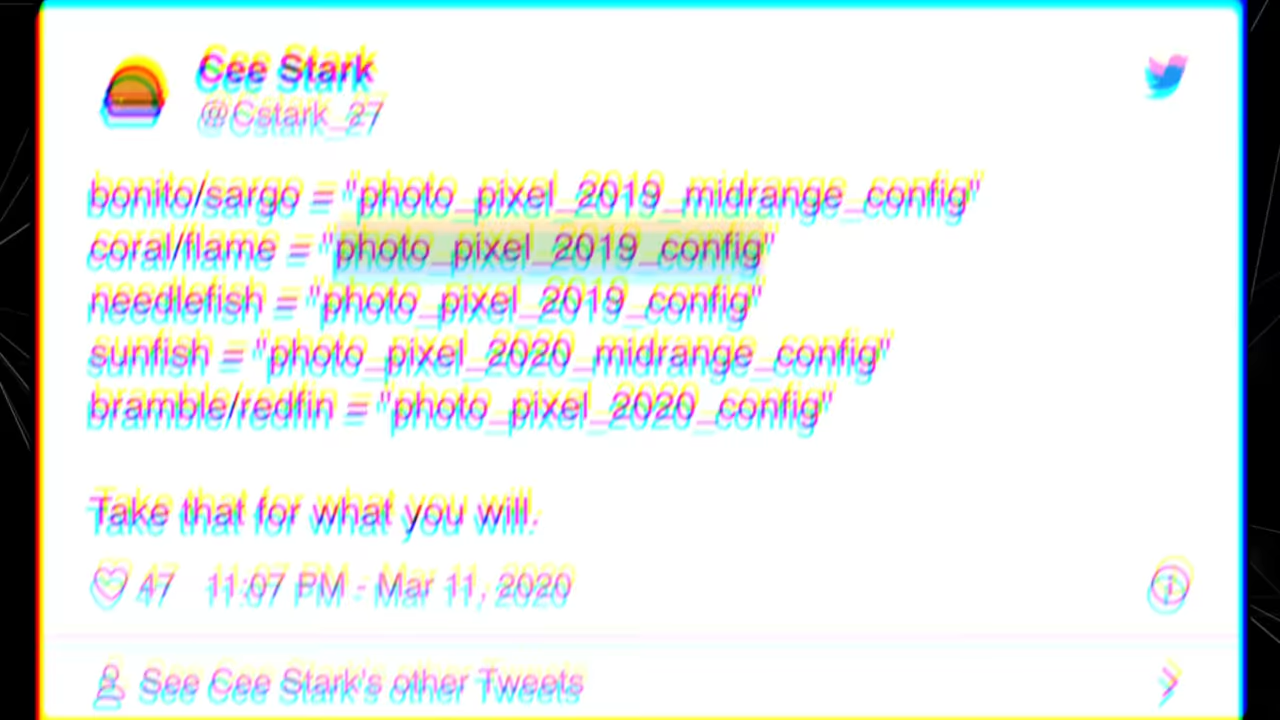 Cee Stark
@Cstark_27
bonito/sargo = "photo_pixel_2019_midrange_config"
coral/flame = "photo_pixel_2019_config"
needlefish = "photo_pixel_2019_config"
sunfish = "photo_pixel_2020_midrange_config"
bramble/redfin = "photo_pixel_2020_config"
Take that for what you will.
47 11:07 PM - Mar 11, 2020
See Cee Stark's other Tweets